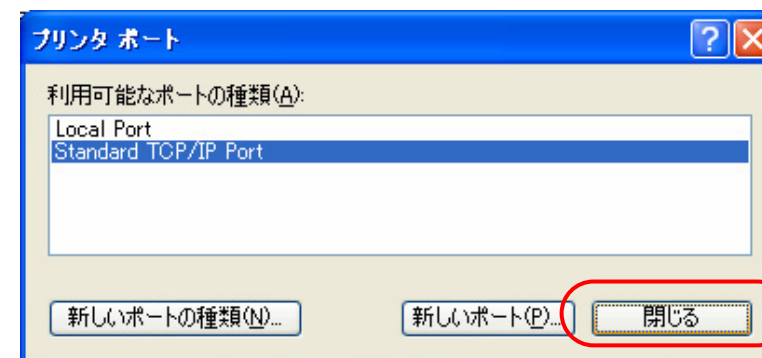 プリンタ ポート
利用可能なポートの種類(A):
Local Port
Standard TCP/IP Port
新しいポートの種類(N)... 新しいポート(P)... 閉じる